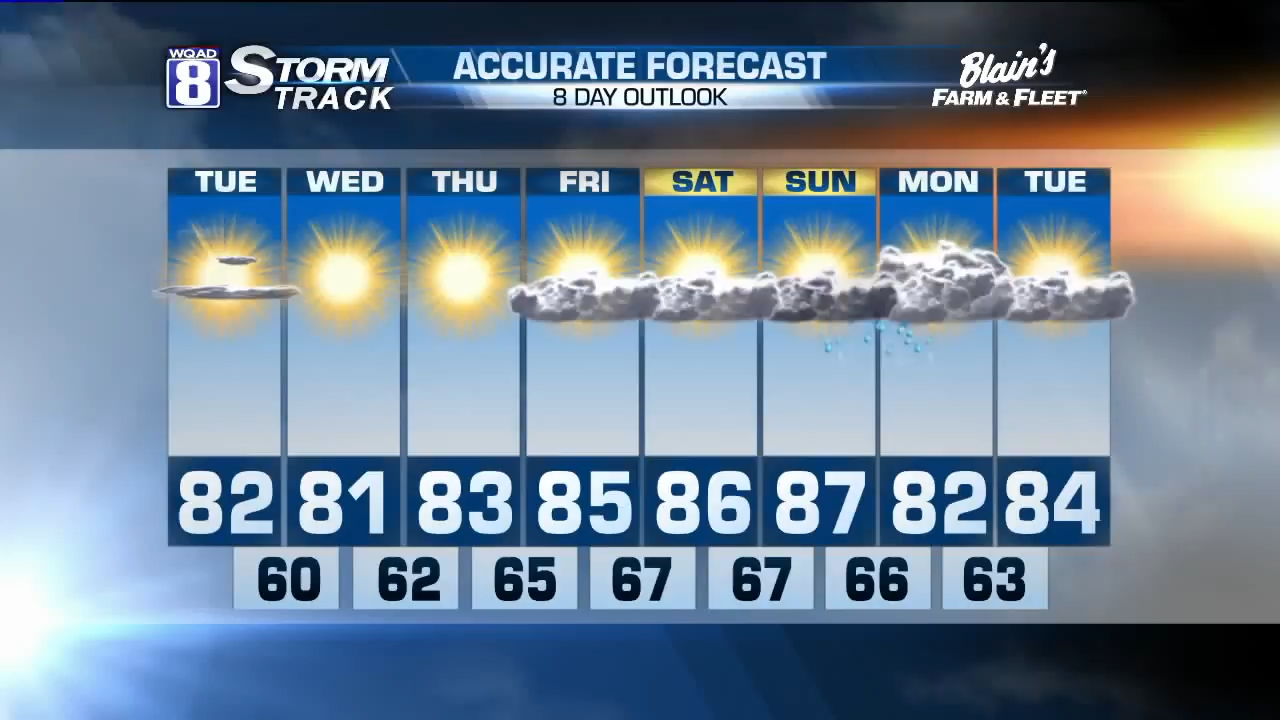 WQAD
8
STORM
TRACK
ACCURATE FORECAST
8 DAY OUTLOOK
Blain's
FARM & FLEET
TUE WED THU FRI SAT SUN MON TUE
82 81 83 85 86 87 82 84
60 62 65 67 67 66 63